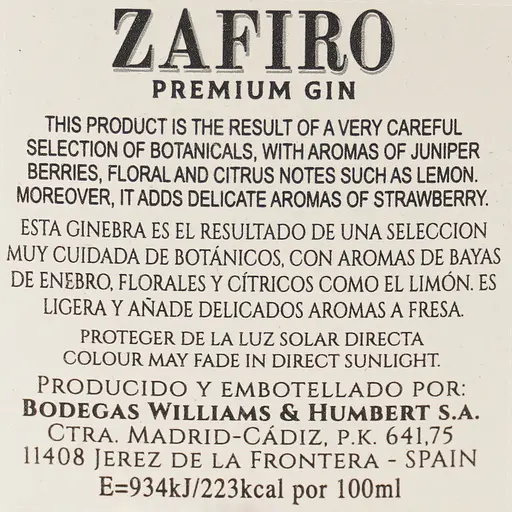 ZAFIRO
PREMIUM GIN
THIS PRODUCT IS THE RESULT OF A VERY CAREFUL
SELECTION OF BOTANICALS, WITH AROMAS OF JUNIPER
BERRIES, FLORAL AND CITRUS NOTES SUCH AS LEMON.
MOREOVER, IT ADDS DELICATE AROMAS OF STRAWBERRY.
ESTA GINEBRA ES EL RESULTADO DE UNA SELECCION
MUY CUIDADA DE BOTÁNICOS, CON AROMAS DE BAYAS
DE ENEBRO, FLORALES Y CÍTRICOS COMO EL LIMÓN. ES
LIGERA Y AÑADE DELICADOS AROMAS A FRESA.
PROTEGER DE LA LUZ SOLAR DIRECTA
COLOUR MAY FADE IN DIRECT SUNLIGHT.
PRODUCIDO Y EMBOTELLADO POR:
BODEGAS WILLIAMS & HUMBERT S.A.
CTRA. MADRID-CÁDIZ, P.K. 641,75
11408 JEREZ DE LA FRONTERA - SPAIN
E=934kJ/223kcal por 100ml